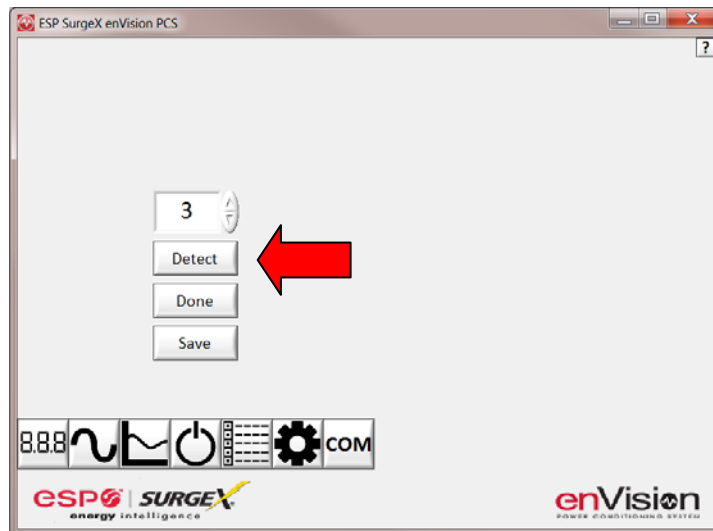 ESP SurgeX enVision PCS
?
3
Detect
Done
Save
8.8.8
COM
ESP | SURGEX
energy intelligence
enVision
POWER CONDITIONING SYSTEM